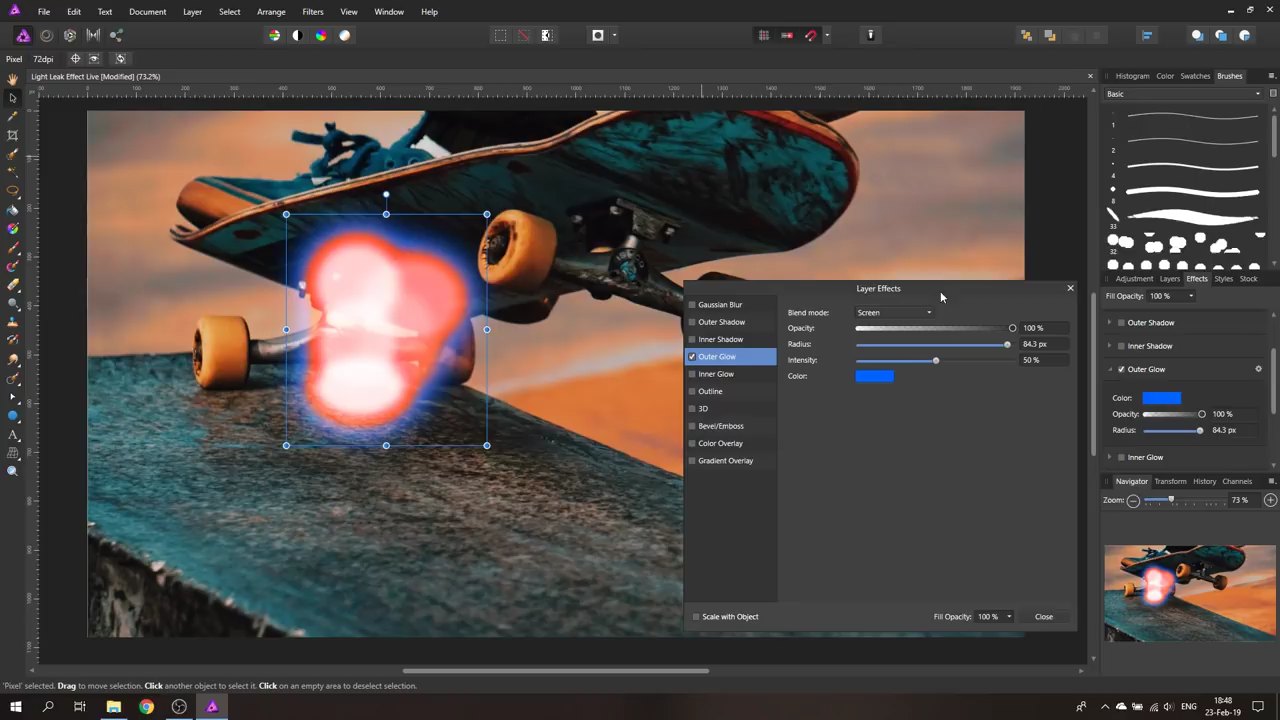 File Edit Text Document Layer Select Arrange Filters View Window Help
Pixel 72dpi
Light Leak Effect Live [Modified] (73.2%)
Histogram Color Swatches Brushes
Basic
1
2
4
8
33
32
Adjustment Layers Effects Styles Stock
Fill Opacity: 100 %
Outer Shadow
Inner Shadow
Outer Glow
Color:
Opacity: 100 %
Radius: 84.3 px
Inner Glow
Navigator Transform History Channels
Zoom: 73 %
Layer Effects
Gaussian Blur
Outer Shadow
Inner Shadow
Outer Glow
Inner Glow
Outline
3D
Bevel/Emboss
Color Overlay
Gradient Overlay
Blend mode: Screen
Opacity: 100 %
Radius: 84.3 px
Intensity: 50 %
Color:
Scale with Object
Fill Opacity: 100 % Close
'Pixel' selected. Drag to move selection. Click another object to select it. Click on an empty area to deselect selection.
18:48
23-Feb-19